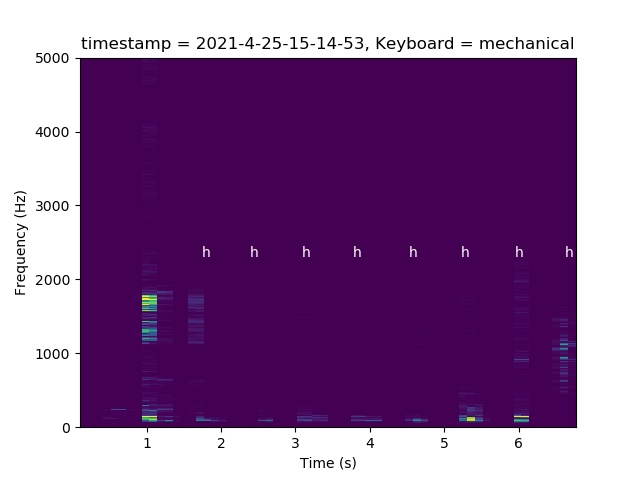 timestamp = 2021-4-25-15-14-53, Keyboard = mechanical
5000
4000
3000
2000
1000
0
Frequency (Hz)
h h h h h h h h
1 2 3 4 5 6
Time (s)